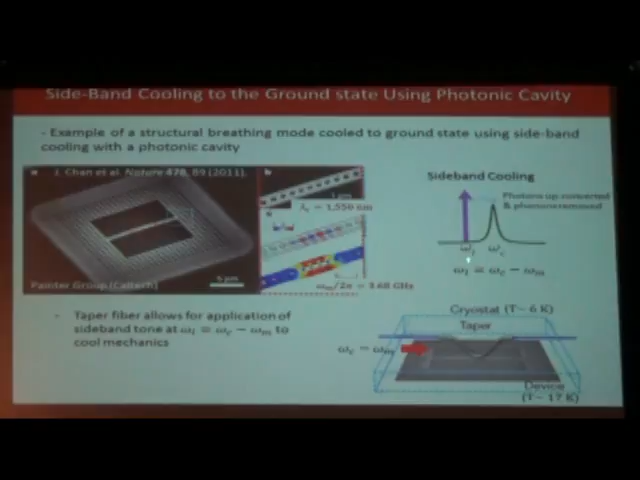 Side-Band Cooling to the Ground state Using Photonic Cavity
- Example of a structural breathing mode cooled to ground state using side-band
cooling with a photonic cavity
a J. Chan et al. Nature 478, 89 (2011).
Painter Group (Caltech)
5 μm
b
1 μm
λc = 1,550 nm
c
ωm/2π = 3.68 GHz
Sideband Cooling
Photons up converted
& phonon removed
ωl ωc
ωl = ωc − ωm
- Taper fiber allows for application of
sideband tone at ωl = ωc − ωm to
cool mechanics
Cryostat (T~ 6 K)
Taper
ωc − ωm
Device
(T~ 17 K)